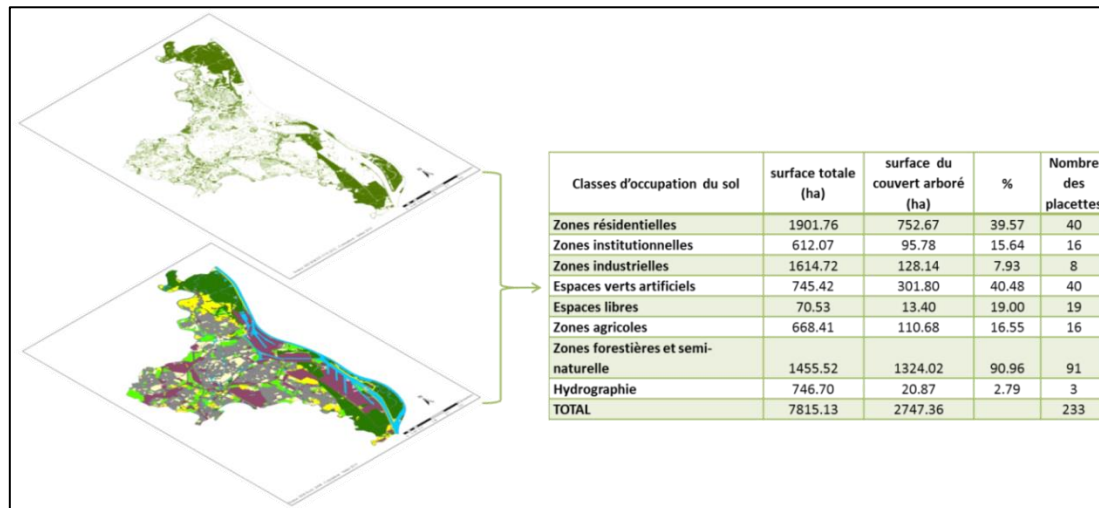 Classes d'occupation du sol surface totale (ha) surface du couvert arboré (ha) % Nombre des placettes
Zones résidentielles 1901.76 752.67 39.57 40
Zones institutionnelles 612.07 95.78 15.64 16
Zones industrielles 1614.72 128.14 7.93 8
Espaces verts artificiels 745.42 301.80 40.48 40
Espaces libres 70.53 13.40 19.00 19
Zones agricoles 668.41 110.68 16.55 16
Zones forestières et semi-
naturelle 1455.52 1324.02 90.96 91
Hydrographie 746.70 20.87 2.79 3
TOTAL 7815.13 2747.36 233